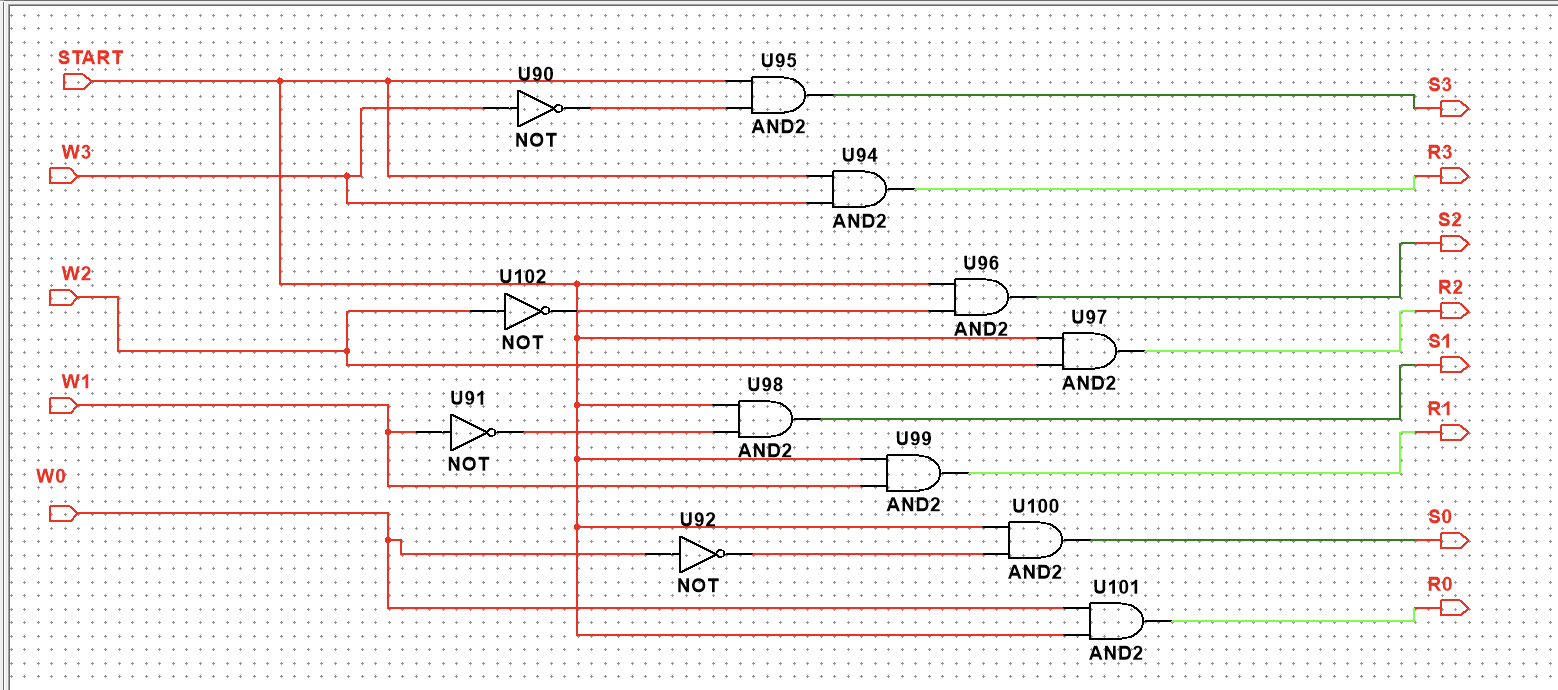 START
U90
U95
S3
NOT
AND2
W3
U94
R3
AND2
S2
W2
U102
U96
R2
NOT
AND2
U97
S1
AND2
W1
U91
U98
R1
NOT
AND2
U99
W0
AND2
U92
U100
S0
NOT
AND2
U101
R0
AND2